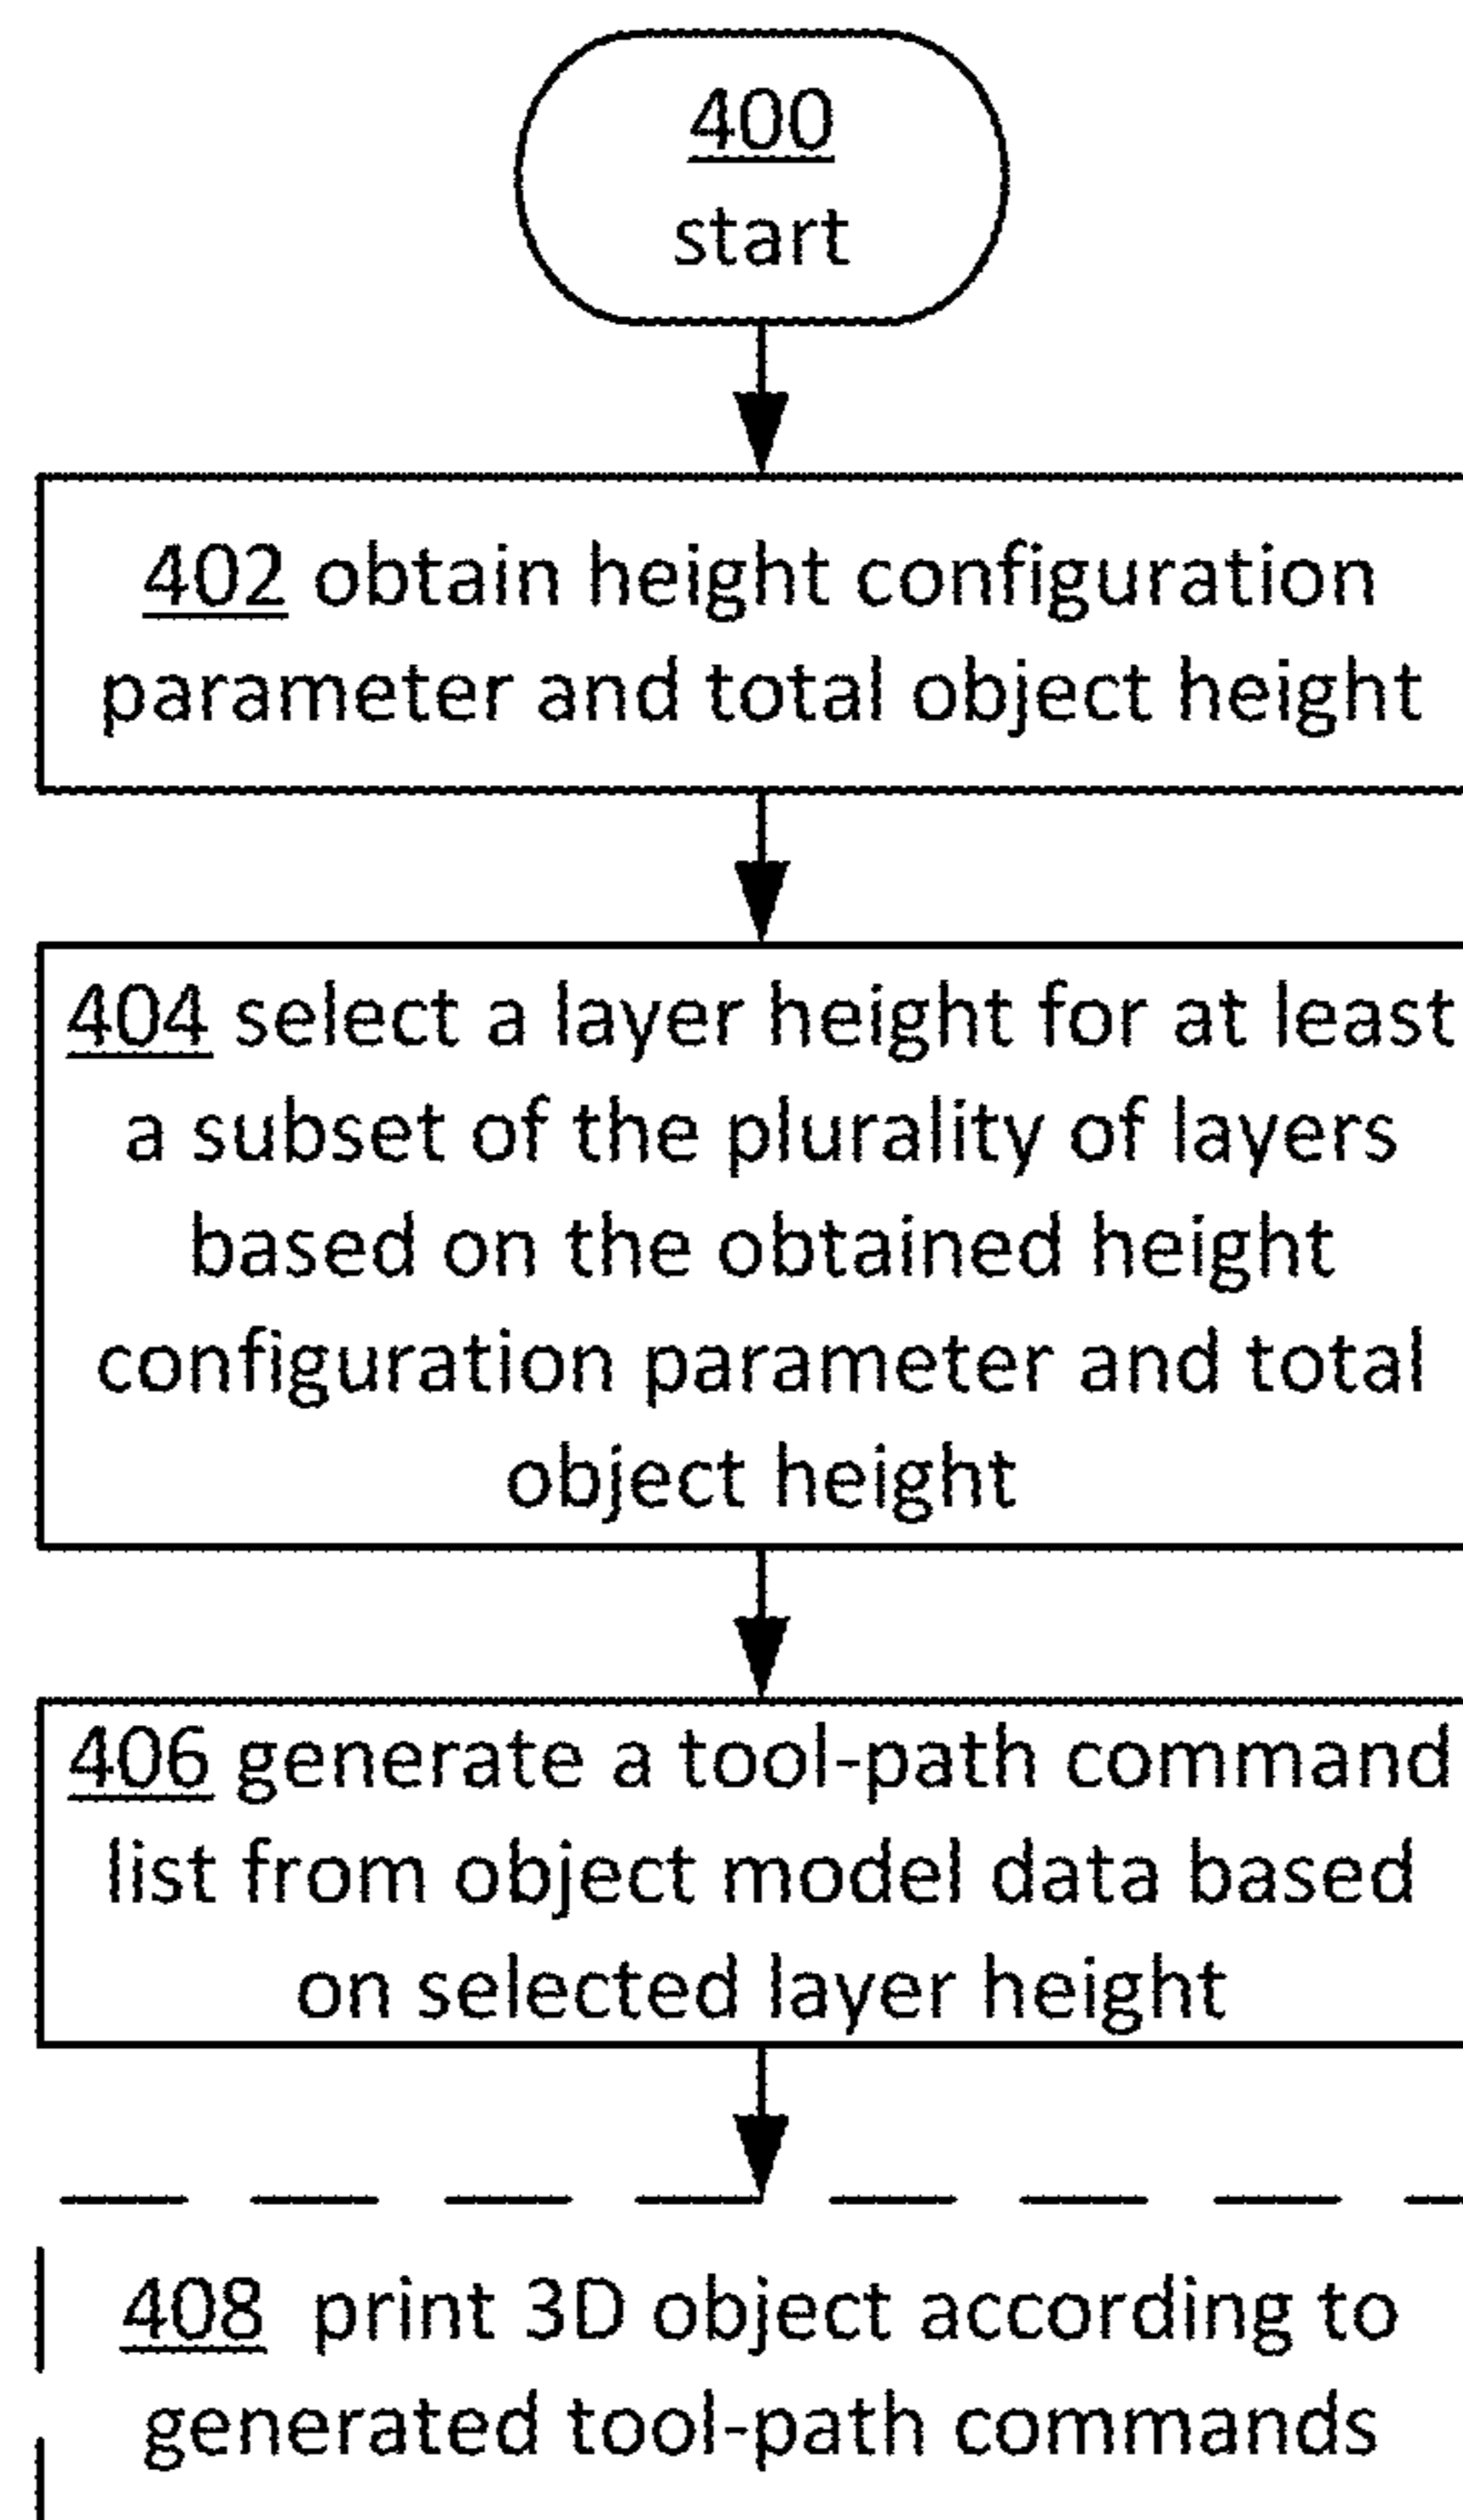 400
start
402 obtain height configuration
parameter and total object height
404 select a layer height for at least
a subset of the plurality of layers
based on the obtained height
configuration parameter and total
object height
406 generate a tool-path command
list from object model data based
on selected layer height
408 print 3D object according to
generated tool-path commands